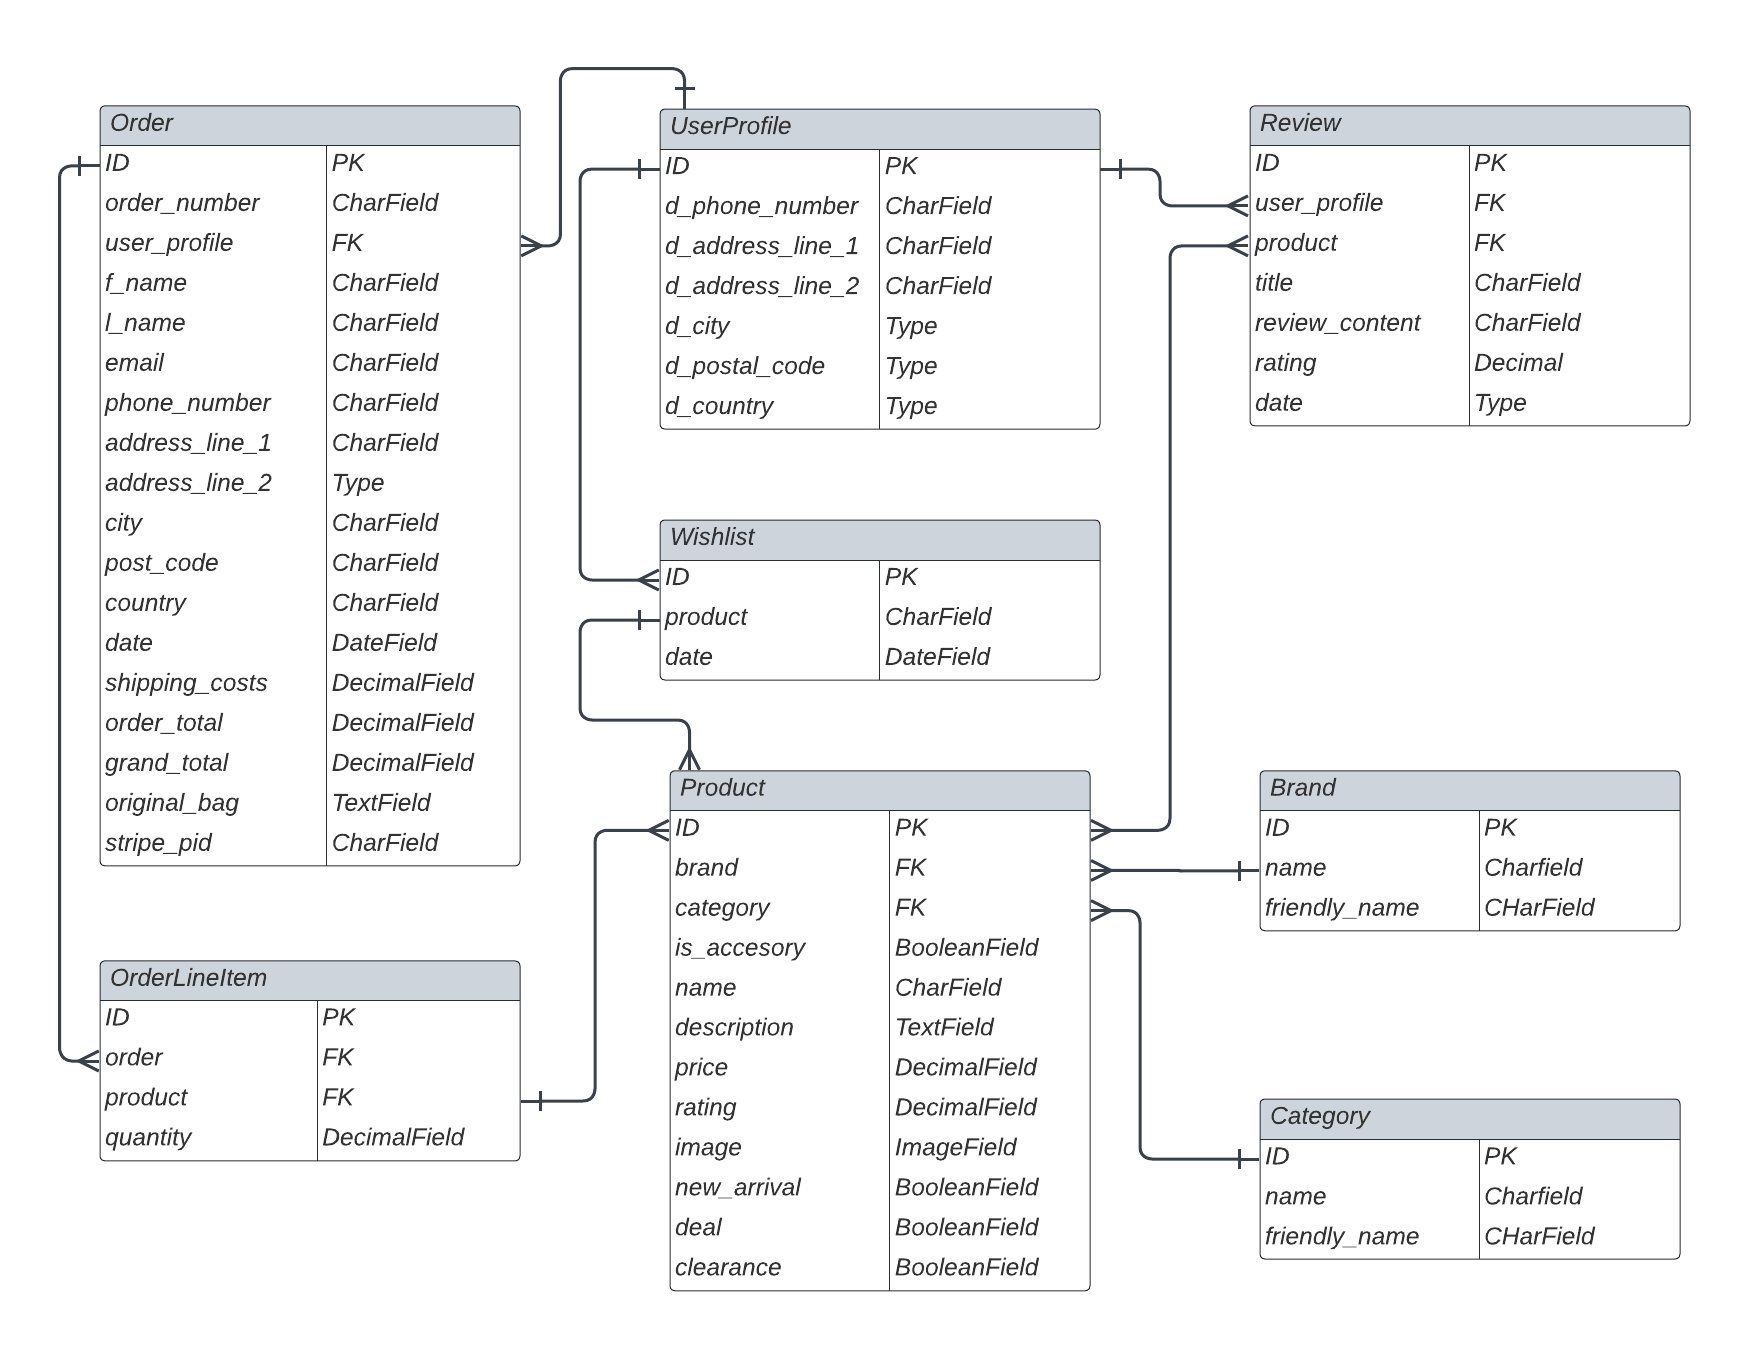 Order
ID PK
order_number CharField
user_profile FK
f_name CharField
l_name CharField
email CharField
phone_number CharField
address_line_1 CharField
address_line_2 Type
city CharField
post_code CharField
country CharField
date DateField
shipping_costs DecimalField
order_total DecimalField
grand_total DecimalField
original_bag TextField
stripe_pid CharField
OrderLineItem
ID PK
order FK
product FK
quantity DecimalField
UserProfile
ID PK
d_phone_number CharField
d_address_line_1 CharField
d_address_line_2 CharField
d_city Type
d_postal_code Type
d_country Type
Wishlist
ID PK
product CharField
date DateField
Product
ID PK
brand FK
category FK
is_accesory BooleanField
name CharField
description TextField
price DecimalField
rating DecimalField
image ImageField
new_arrival BooleanField
deal BooleanField
clearance BooleanField
Review
ID PK
user_profile FK
product FK
title CharField
review_content CharField
rating Decimal
date Type
Brand
ID PK
name Charfield
friendly_name CHarField
Category
ID PK
name Charfield
friendly_name CHarField